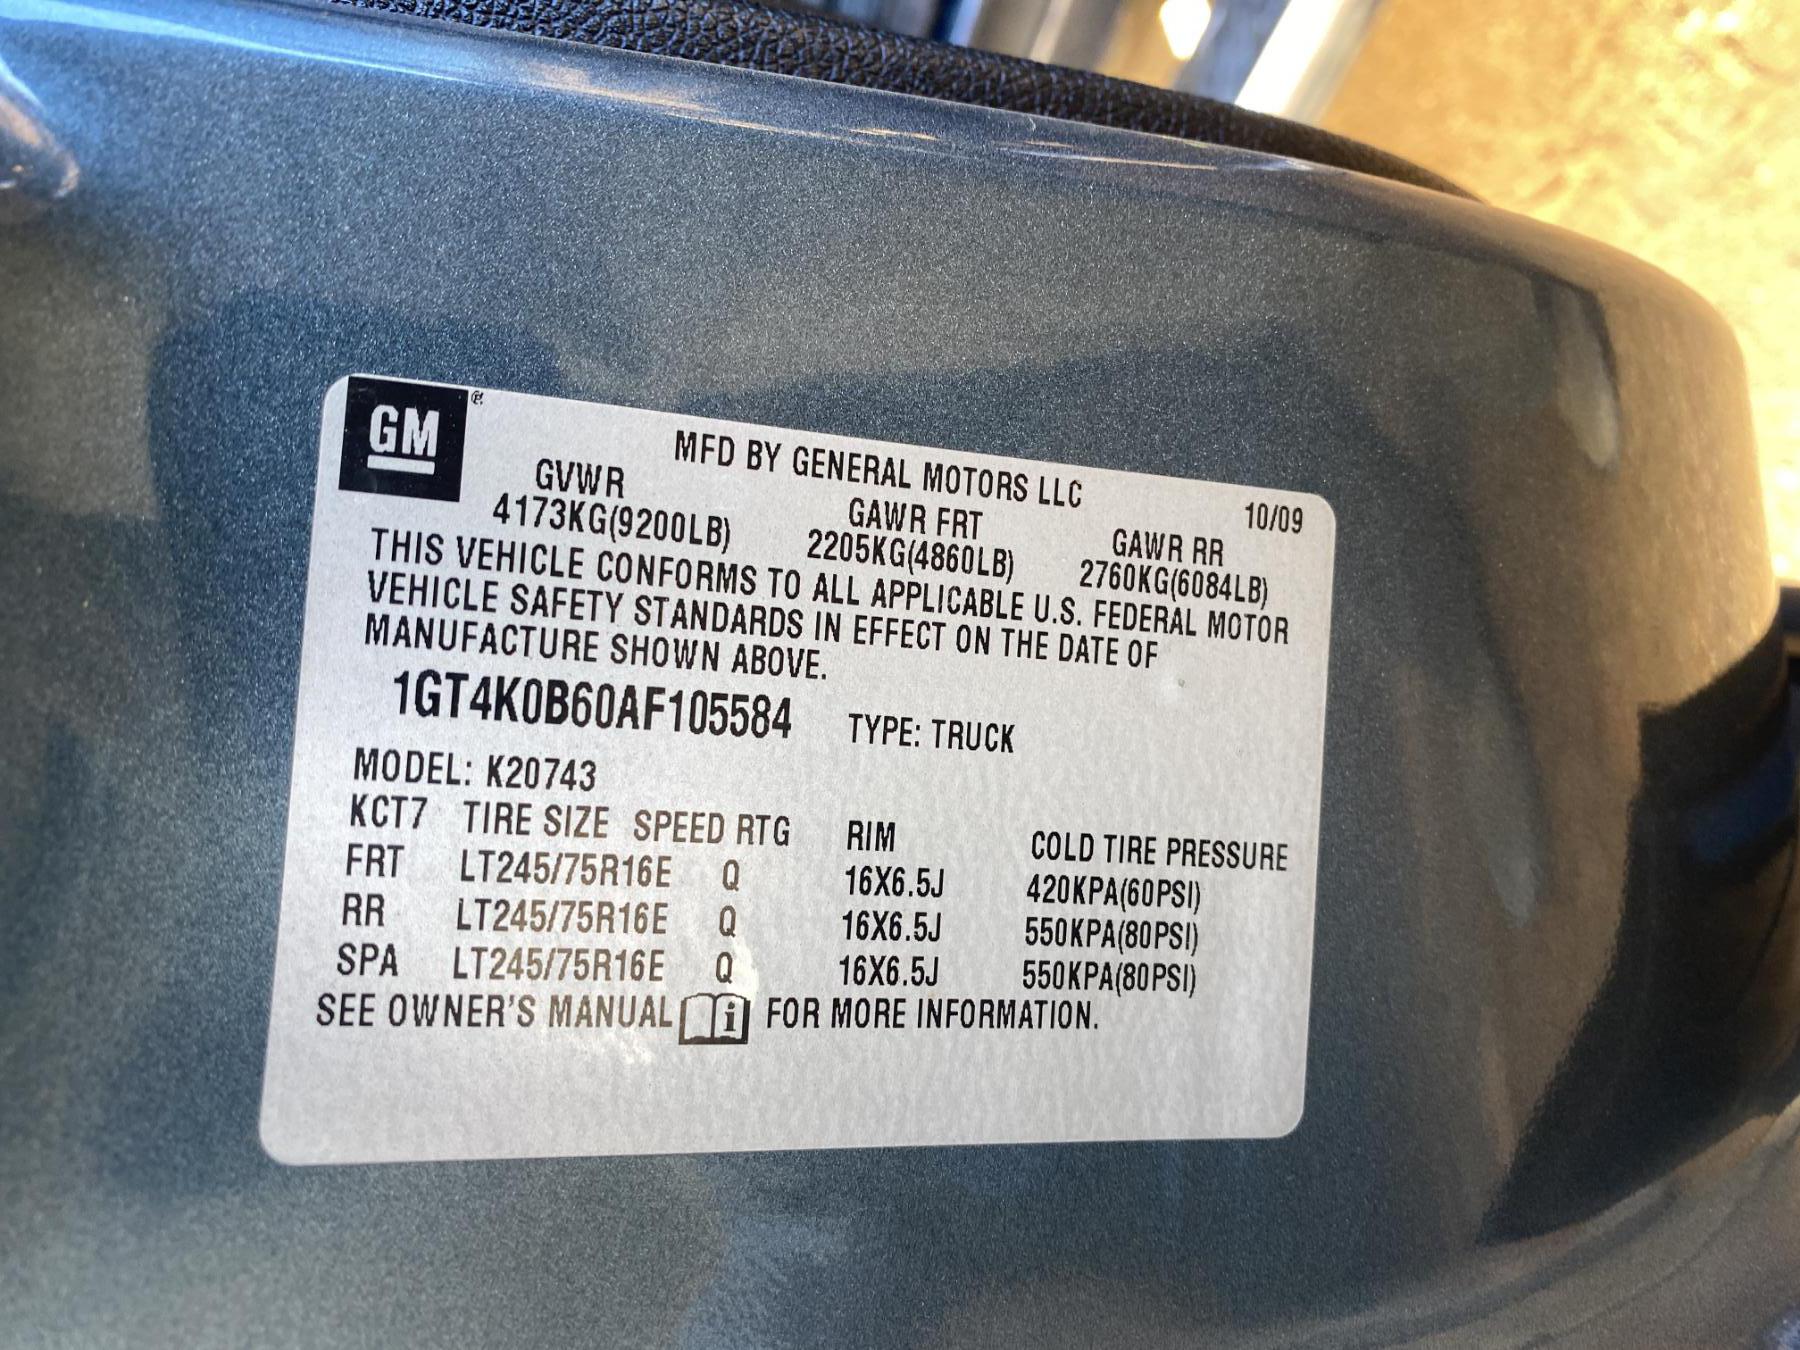 GM
MFD BY GENERAL MOTORS LLC 10/09
GVWR GAWR FRT GAWR RR
4173KG(9200LB) 2205KG(4860LB) 2760KG(6084LB)
THIS VEHICLE CONFORMS TO ALL APPLICABLE U.S. FEDERAL MOTOR
VEHICLE SAFETY STANDARDS IN EFFECT ON THE DATE OF
MANUFACTURE SHOWN ABOVE.
1GT4K0B60AF105584 TYPE: TRUCK
MODEL: K20743
KCT7 TIRE SIZE SPEED RTG RIM COLD TIRE PRESSURE
FRT LT245/75R16E Q 16X6.5J 420KPA(60PSI)
RR LT245/75R16E Q 16X6.5J 550KPA(80PSI)
SPA LT245/75R16E Q 16X6.5J 550KPA(80PSI)
SEE OWNER'S MANUAL i FOR MORE INFORMATION.